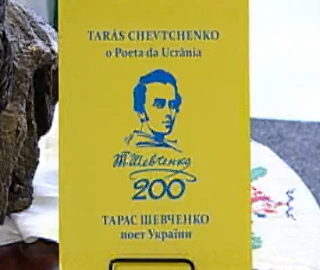 TARÁS CHEVTCHENKO
o Poeta da Ucrânia
Т.Шевченко
200
ТАРАС ШЕВЧЕНКО
поет України